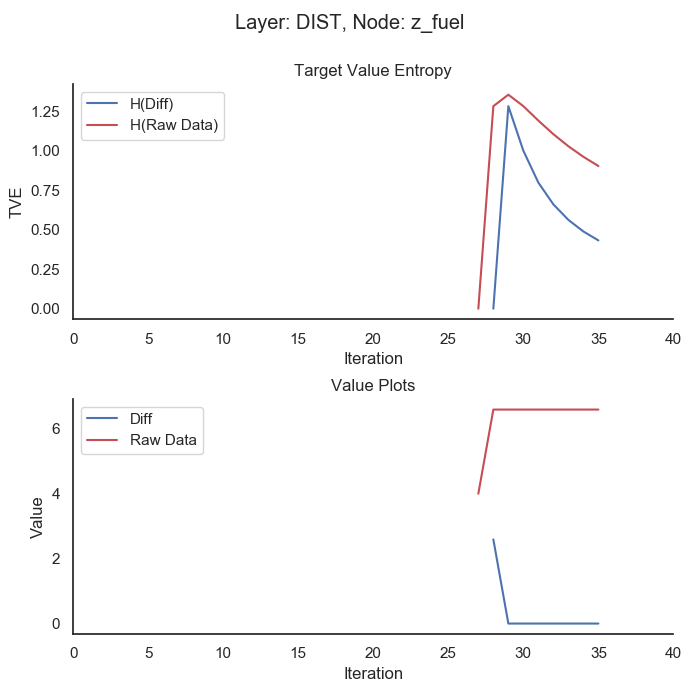 Layer: DIST, Node: z_fuel
Target Value Entropy
H(Diff)
H(Raw Data)
TVE
1.25
1.00
0.75
0.50
0.25
0.00
0 5 10 15 20 25 30 35 40
Iteration
Value Plots
Diff
Raw Data
Value
6
4
2
0
0 5 10 15 20 25 30 35 40
Iteration